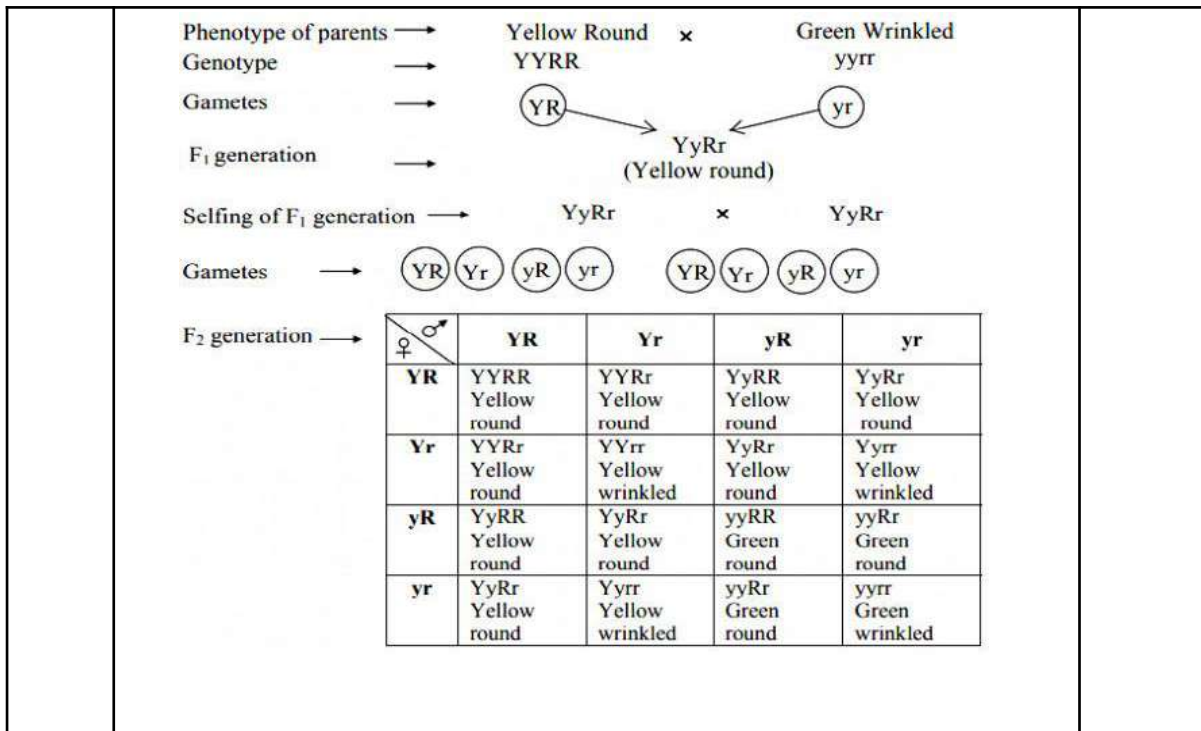 Phenotype of parents → Yellow Round × Green Wrinkled
Genotype → YYRR yyrr
Gametes → YR yr
F₁ generation → YyRr
(Yellow round)
Selfing of F₁ generation → YyRr × YyRr
Gametes → YR Yr yR yr YR Yr yR yr
F₂ generation → ♀ ♂ YR Yr yR yr
YR YYRR YYRr YyRR YyRr
Yellow Yellow Yellow Yellow
round round round round
Yr YYRr YYrr YyRr Yyrr
Yellow Yellow Yellow Yellow
round wrinkled round wrinkled
yR YyRR YyRr yyRR yyRr
Yellow Yellow Green Green
round round round round
yr YyRr Yyrr yyRr yyrr
Yellow Yellow Green Green
round wrinkled round wrinkled